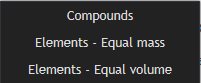 Compounds
Elements - Equal mass
Elements - Equal volume